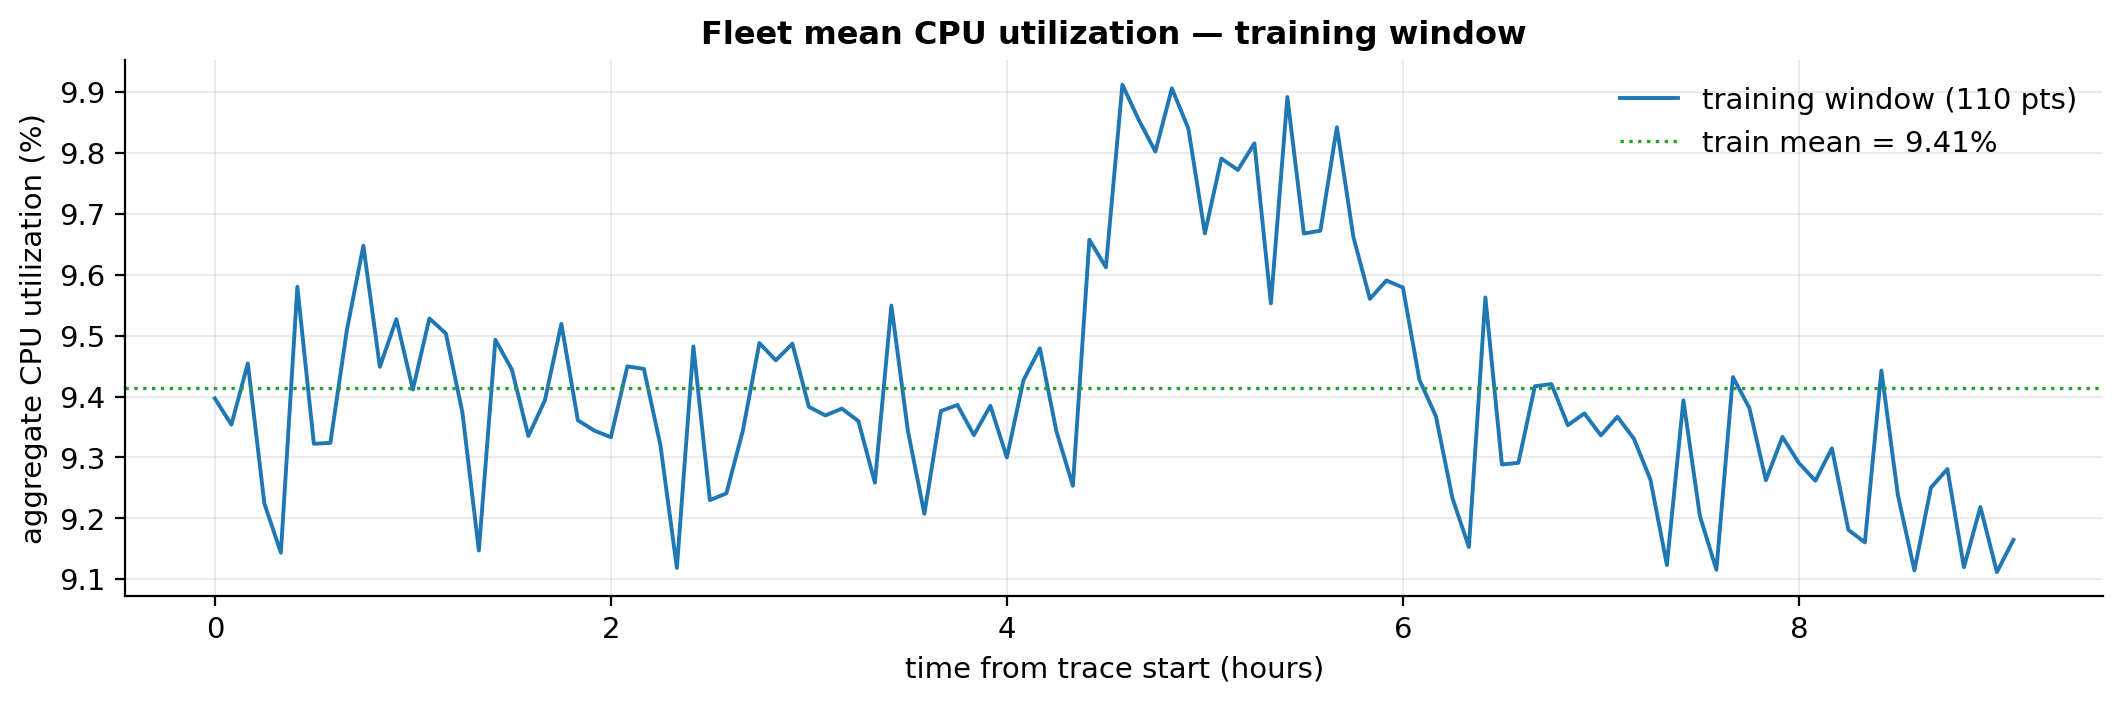 Fleet mean CPU utilization — training window
aggregate CPU utilization (%)
9.9
9.8
9.7
9.6
9.5
9.4
9.3
9.2
9.1
training window (110 pts)
train mean = 9.41%
0 2 4 6 8
time from trace start (hours)